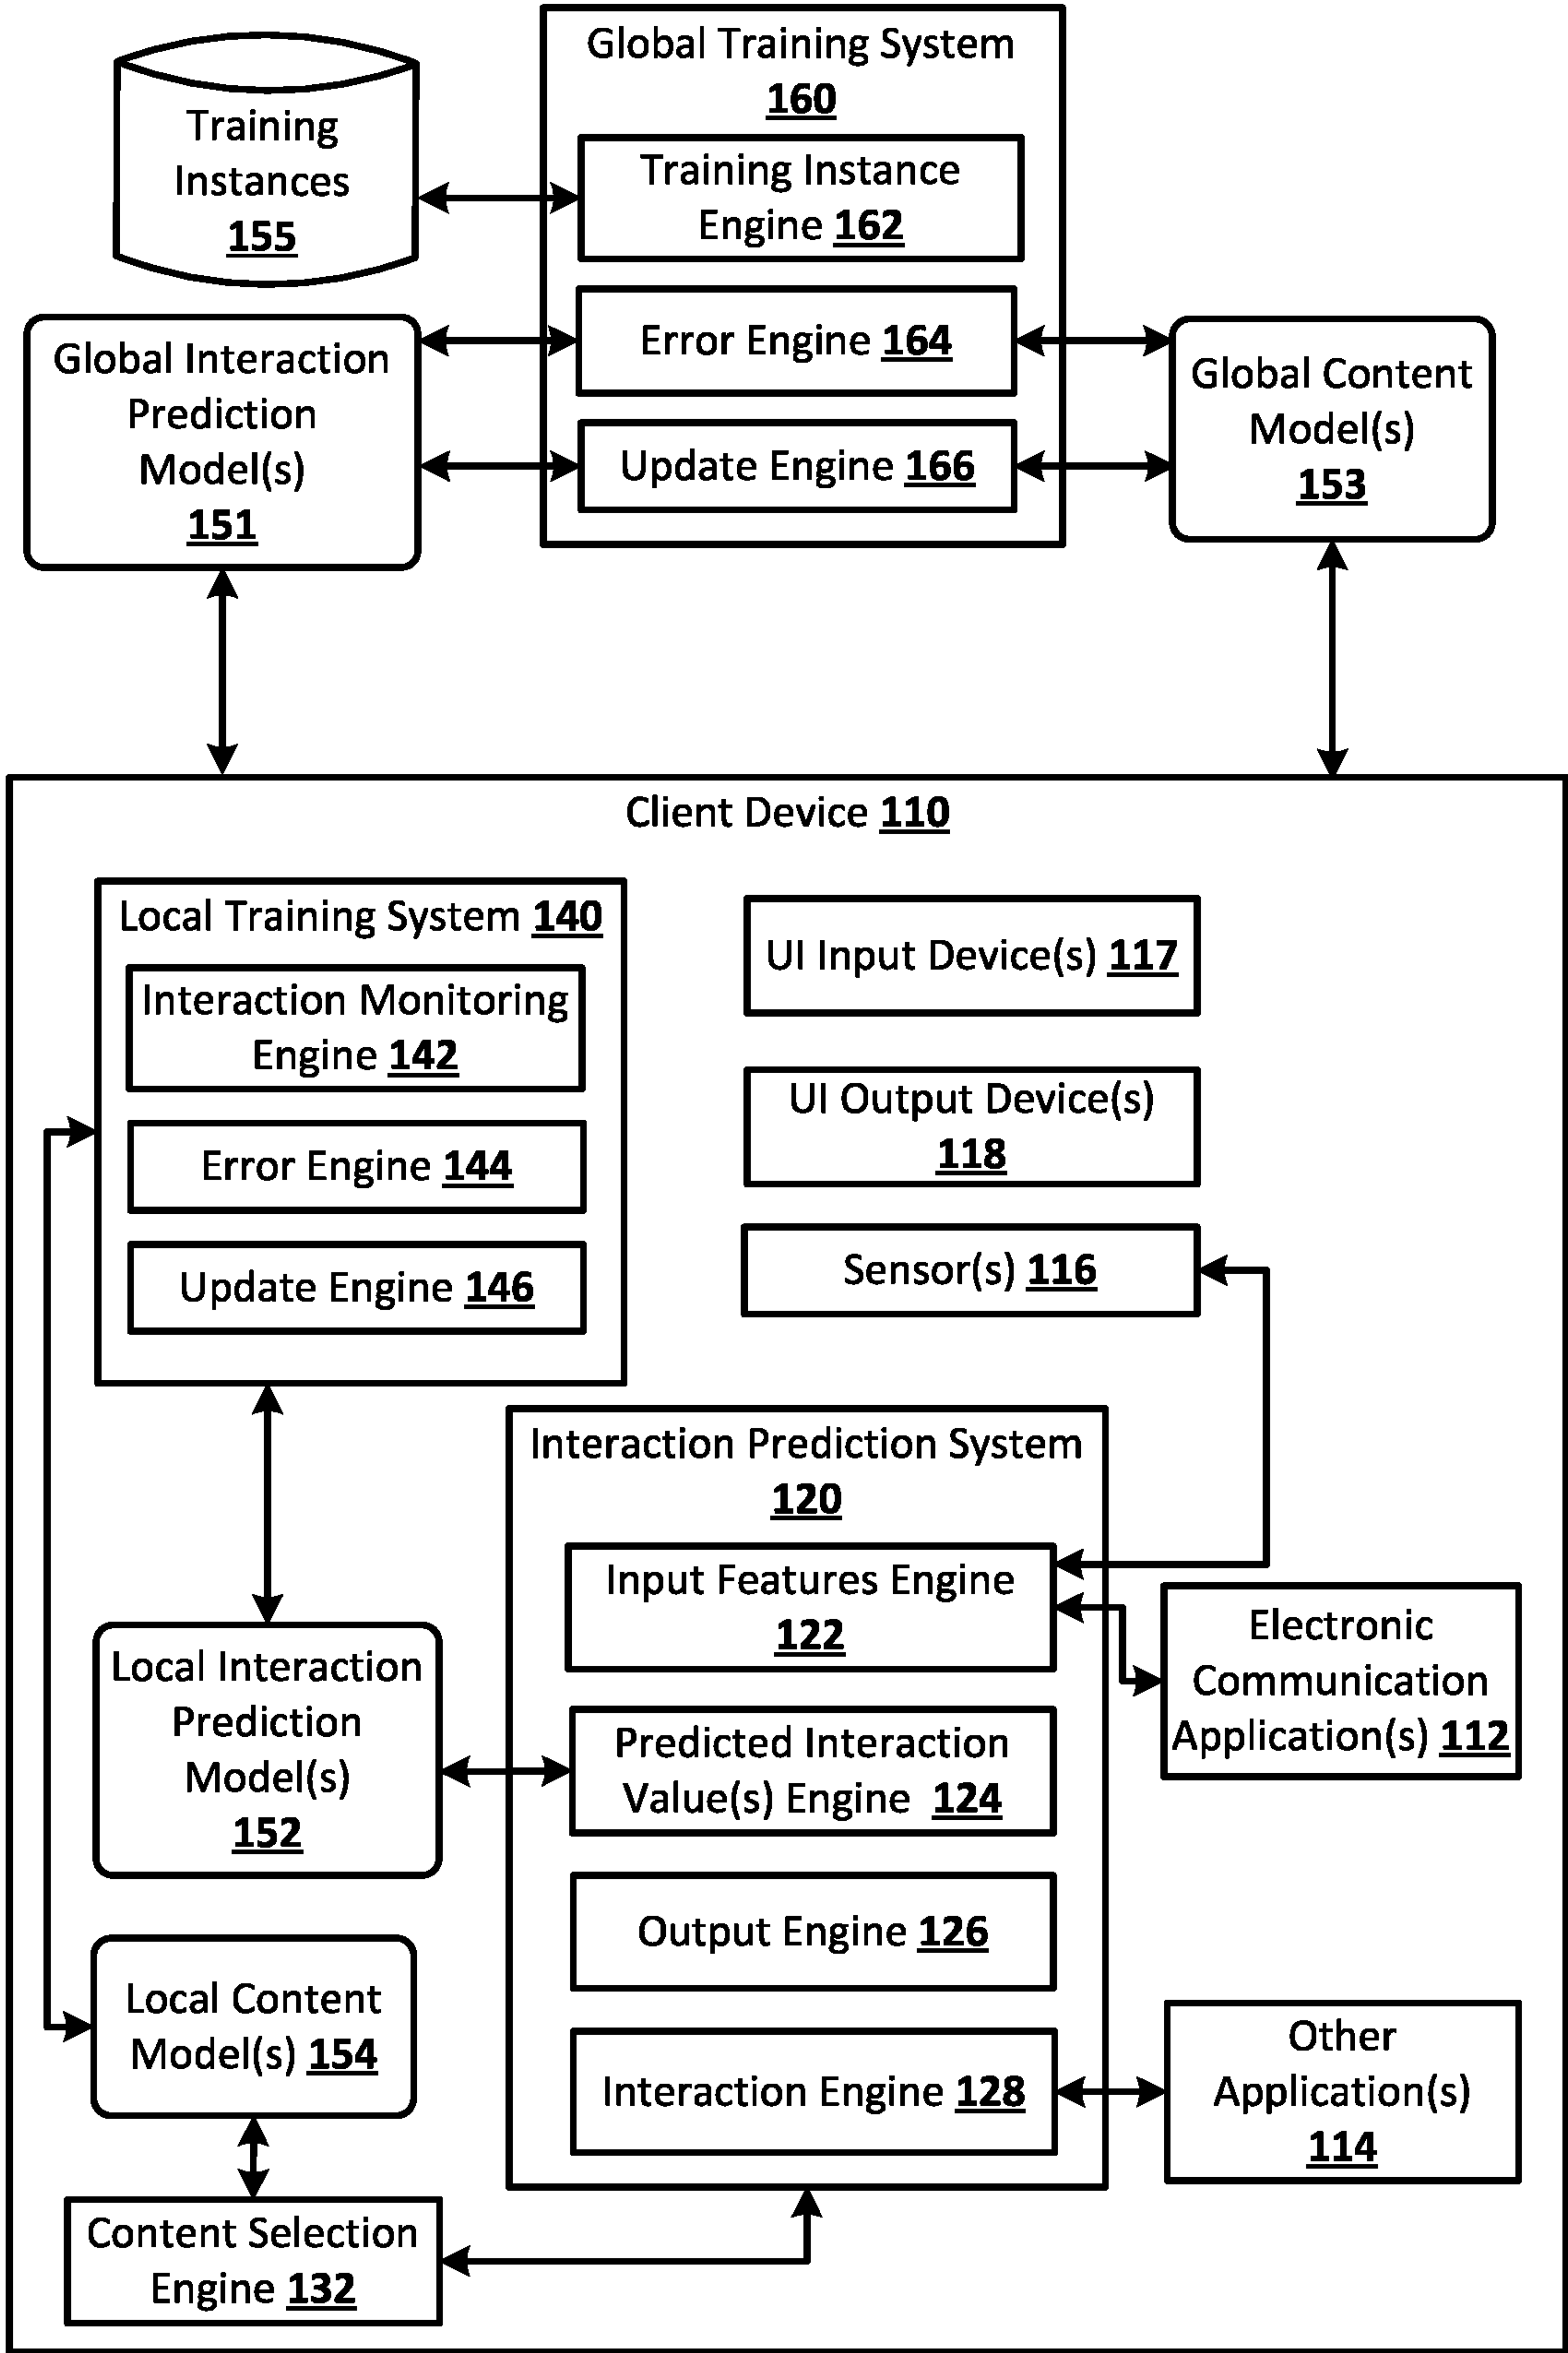 Global Training System
160
Training
Instances
155
Training Instance
Engine 162
Error Engine 164
Update Engine 166
Global Interaction
Prediction
Model(s)
151
Global Content
Model(s)
153
Client Device 110
Local Training System 140
Interaction Monitoring
Engine 142
Error Engine 144
Update Engine 146
UI Input Device(s) 117
UI Output Device(s)
118
Sensor(s) 116
Interaction Prediction System
120
Input Features Engine
122
Predicted Interaction
Value(s) Engine 124
Output Engine 126
Interaction Engine 128
Electronic
Communication
Application(s) 112
Other
Application(s)
114
Local Interaction
Prediction
Model(s)
152
Local Content
Model(s) 154
Content Selection
Engine 132